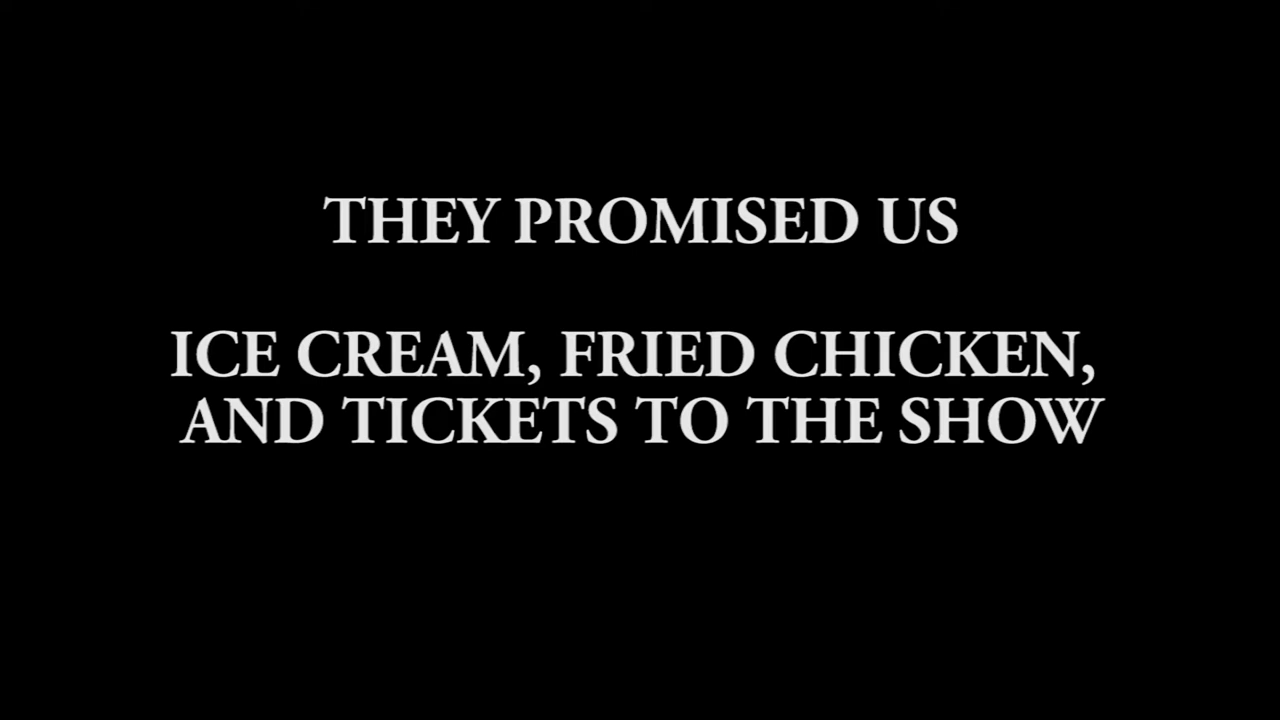 THEY PROMISED US
ICE CREAM, FRIED CHICKEN,
AND TICKETS TO THE SHOW